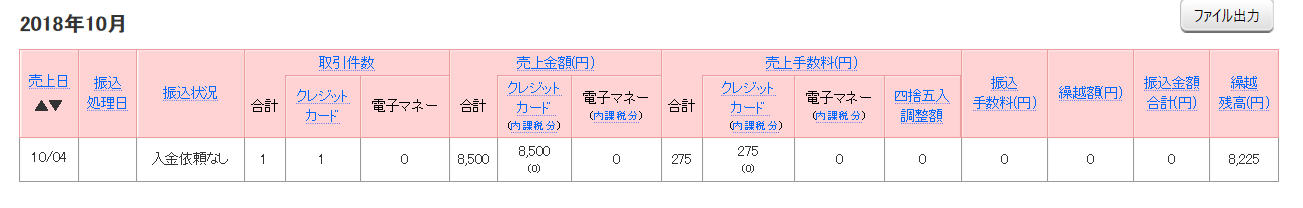 2018年10月
ファイル出力
売上日
▲▼
振込
処理日
振込状況
取引件数
合計
クレジット
カード
電子マネー
売上金額(円)
合計
クレジット
カード
(内課税分)
電子マネー
(内課税分)
売上手数料(円)
合計
クレジット
カード
(内課税分)
電子マネー
(内課税分)
四捨五入
調整額
振込
手数料(円)
繰越額(円)
振込金額
合計(円)
繰越
残高(円)
10/04 入金依頼なし 1 1 0 8,500 8,500 0 275 275 0 0 0 0 0 8,225
(0) (0)